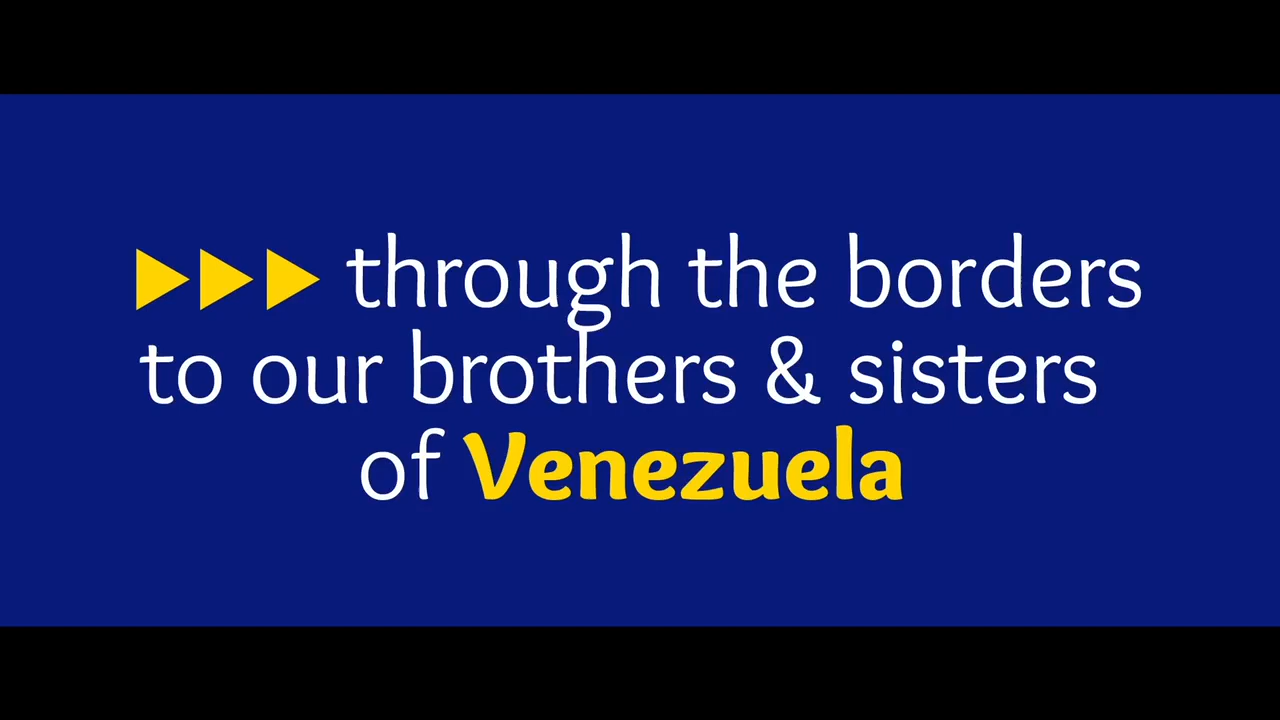 ▶▶▶ through the borders
to our brothers & sisters
of Venezuela